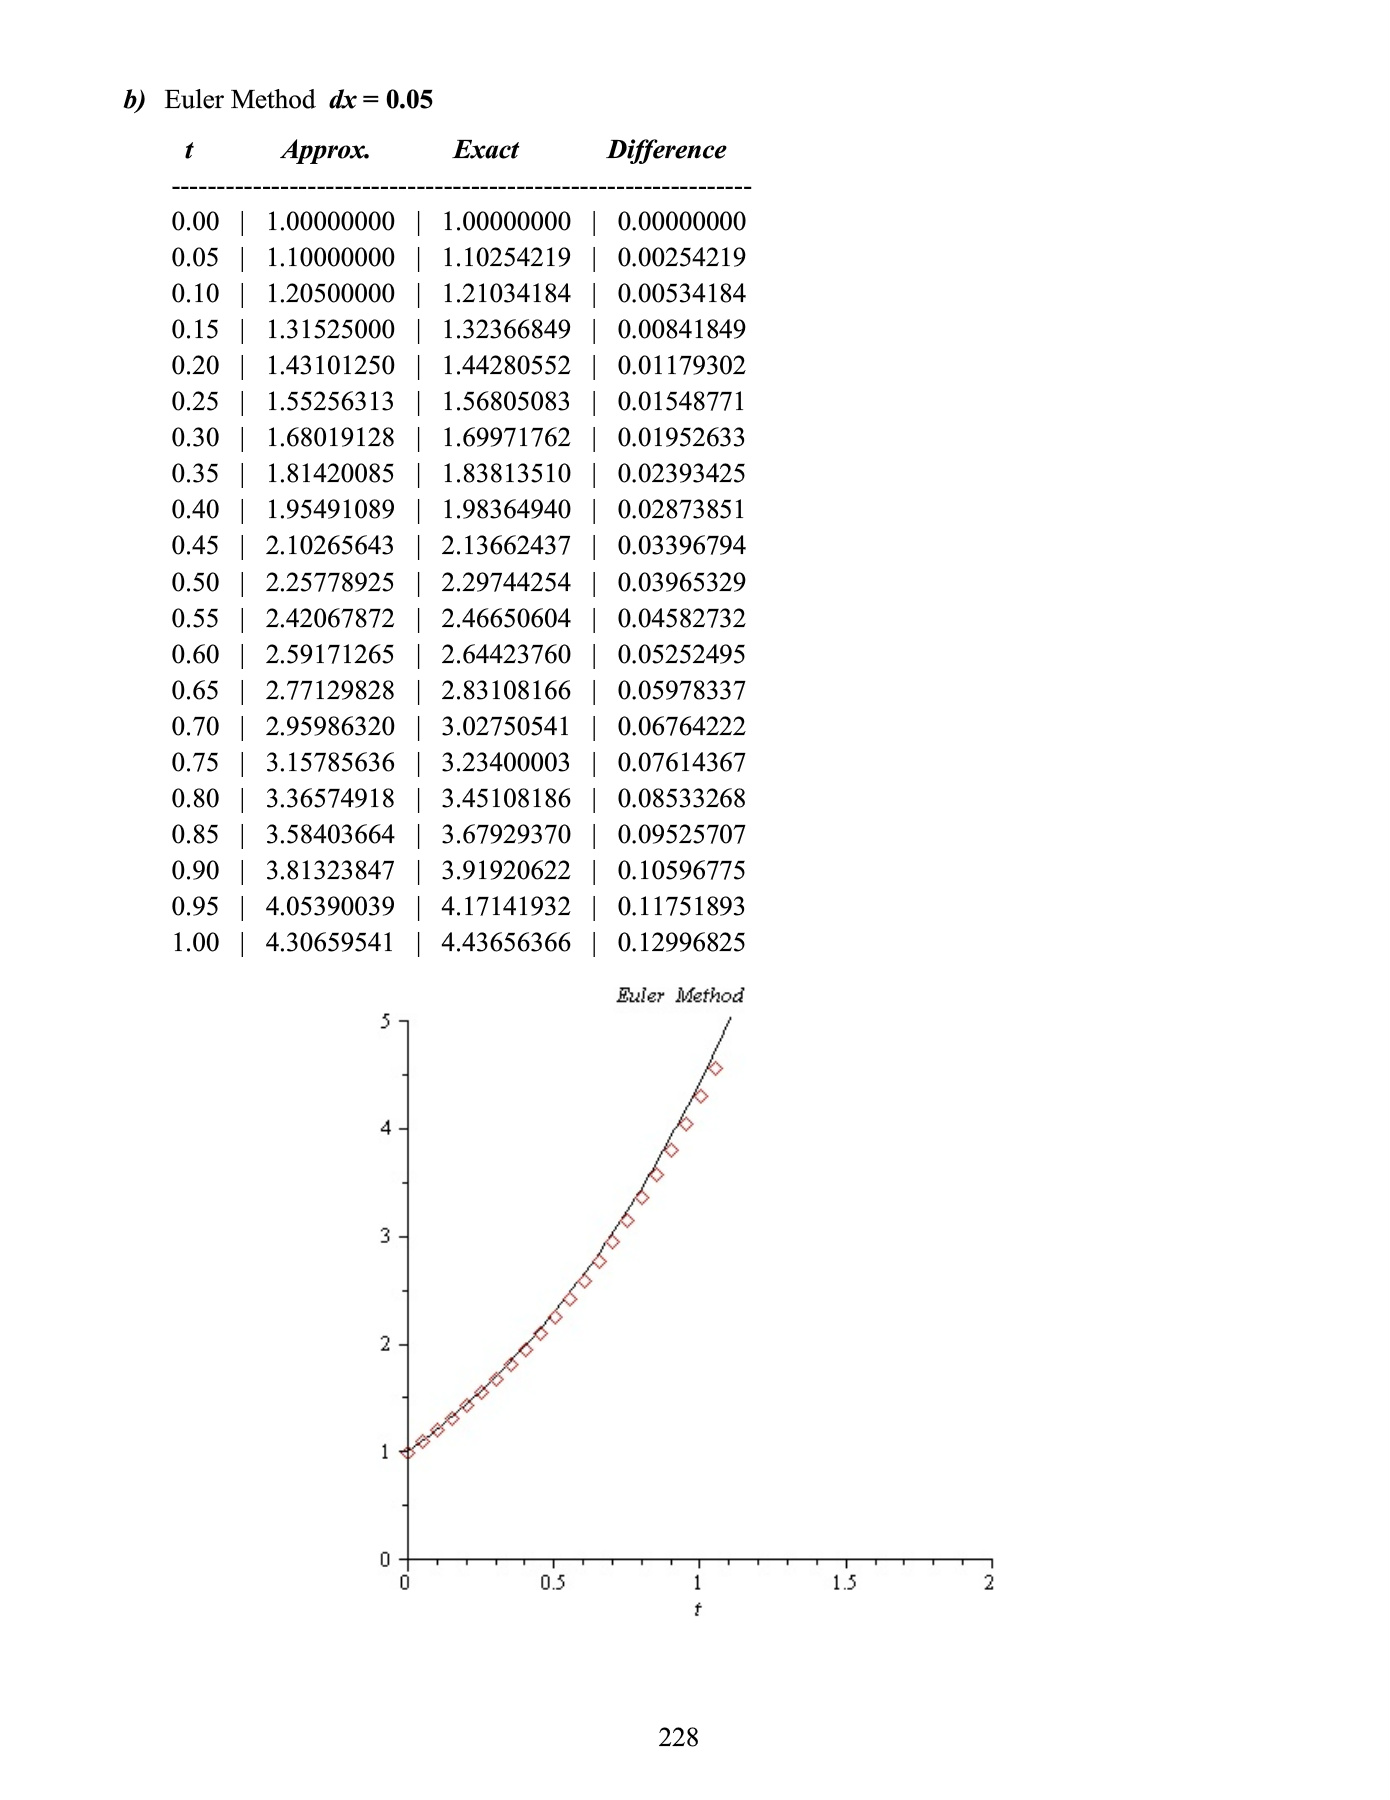 b) Euler Method dx = 0.05
t Approx. Exact Difference
----------------------------------------------------------------
0.00 | 1.00000000 | 1.00000000 | 0.00000000
0.05 | 1.10000000 | 1.10254219 | 0.00254219
0.10 | 1.20500000 | 1.21034184 | 0.00534184
0.15 | 1.31525000 | 1.32366849 | 0.00841849
0.20 | 1.43101250 | 1.44280552 | 0.01179302
0.25 | 1.55256313 | 1.56805083 | 0.01548771
0.30 | 1.68019128 | 1.69971762 | 0.01952633
0.35 | 1.81420085 | 1.83813510 | 0.02393425
0.40 | 1.95491089 | 1.98364940 | 0.02873851
0.45 | 2.10265643 | 2.13662437 | 0.03396794
0.50 | 2.25778925 | 2.29744254 | 0.03965329
0.55 | 2.42067872 | 2.46650604 | 0.04582732
0.60 | 2.59171265 | 2.64423760 | 0.05252495
0.65 | 2.77129828 | 2.83108166 | 0.05978337
0.70 | 2.95986320 | 3.02750541 | 0.06764222
0.75 | 3.15785636 | 3.23400003 | 0.07614367
0.80 | 3.36574918 | 3.45108186 | 0.08533268
0.85 | 3.58403664 | 3.67929370 | 0.09525707
0.90 | 3.81323847 | 3.91920622 | 0.10596775
0.95 | 4.05390039 | 4.17141932 | 0.11751893
1.00 | 4.30659541 | 4.43656366 | 0.12996825
Euler Method
5
4
3
2
1
0
0 0.5 1 1.5 2
t
228